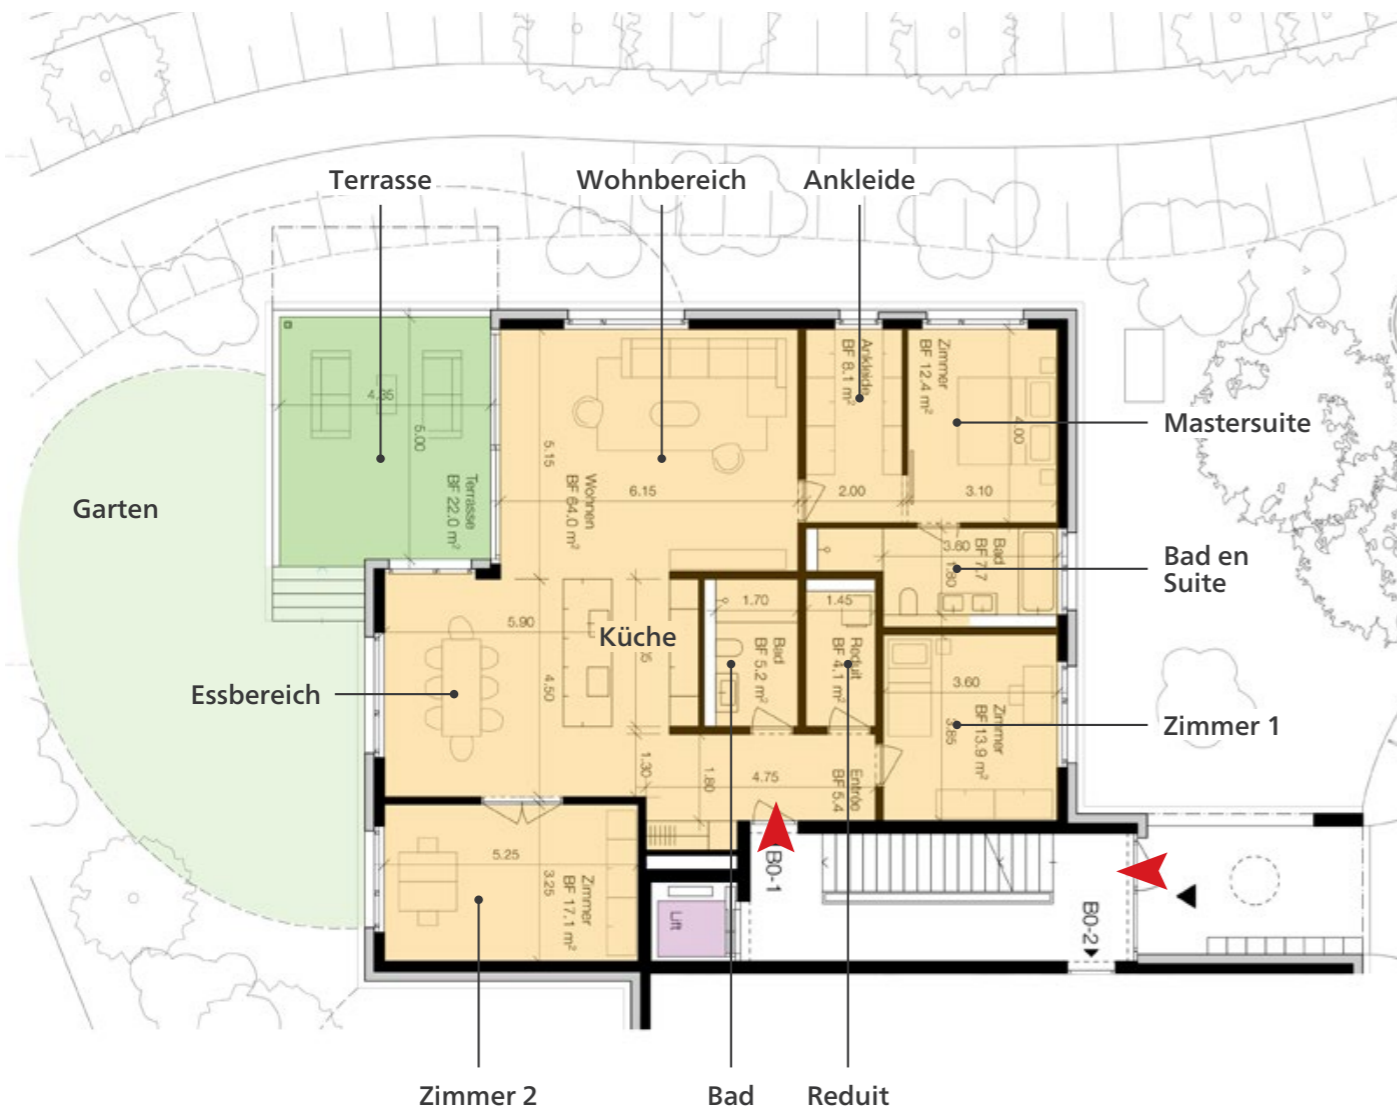 Terrasse
Wohnbereich
Ankleide
Ankleide
BF 8.1 m²
Zimmer
BF 12.4 m²
4.00
Mastersuite
4.35
5.00
Terrasse
BF 22.0 m²
5.15
Wohnen
BF 64.0 m²
6.15
2.00
3.10
Garten
3.60
Bad
BF 7.7
1.80
Bad en
Suite
1.70
1.45
5.90
Küche
Bad
BF 5.2 m²
Reduit
BF 4.1 m²
Essbereich
4.50
3.60
Zimmer
BF 13.9 m²
3.85
Zimmer 1
1.30
1.80
4.75
Entrée
BF 5.4
5.25
3.25
Zimmer
BF 17.1 m²
B0-1
Lift
B0-2
Zimmer 2
Bad
Reduit